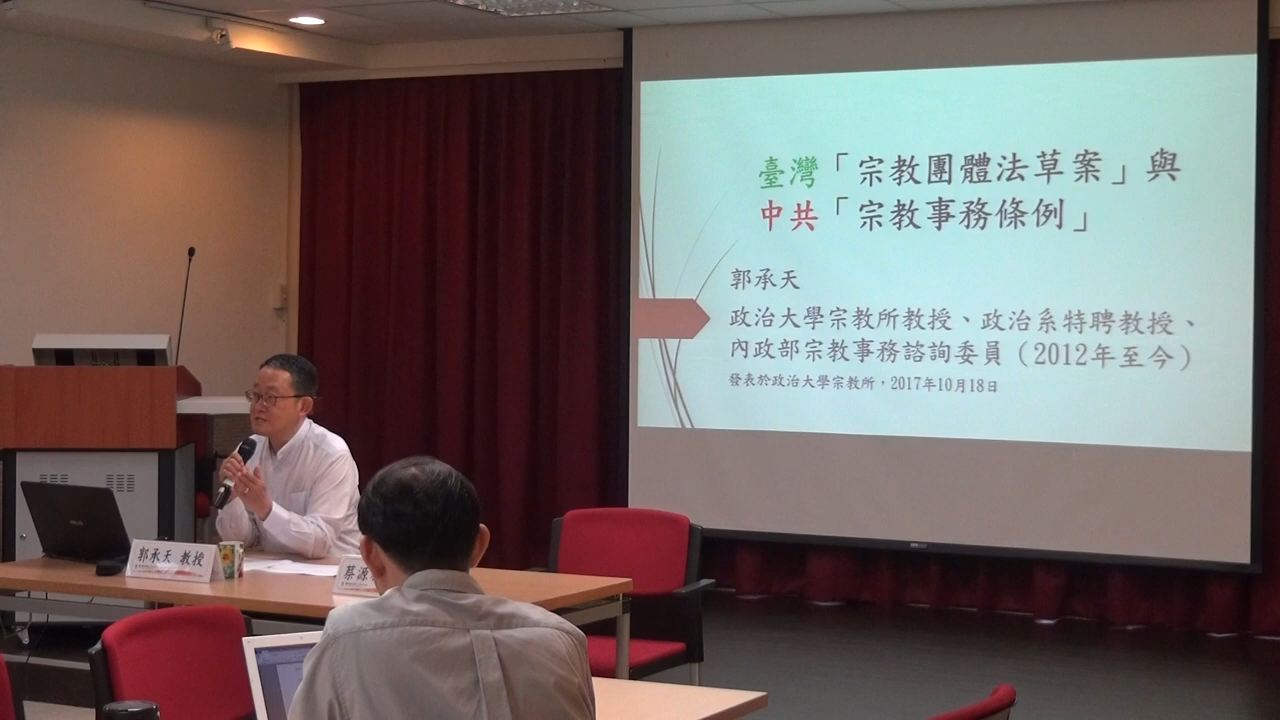 臺灣「宗教團體法草案」與
中共「宗教事務條例」
郭承天
政治大學宗教所教授、政治系特聘教授、
內政部宗教事務諮詢委員（2012年至今）
發表於政治大學宗教所，2017年10月18日
郭承天 教授
蔡源